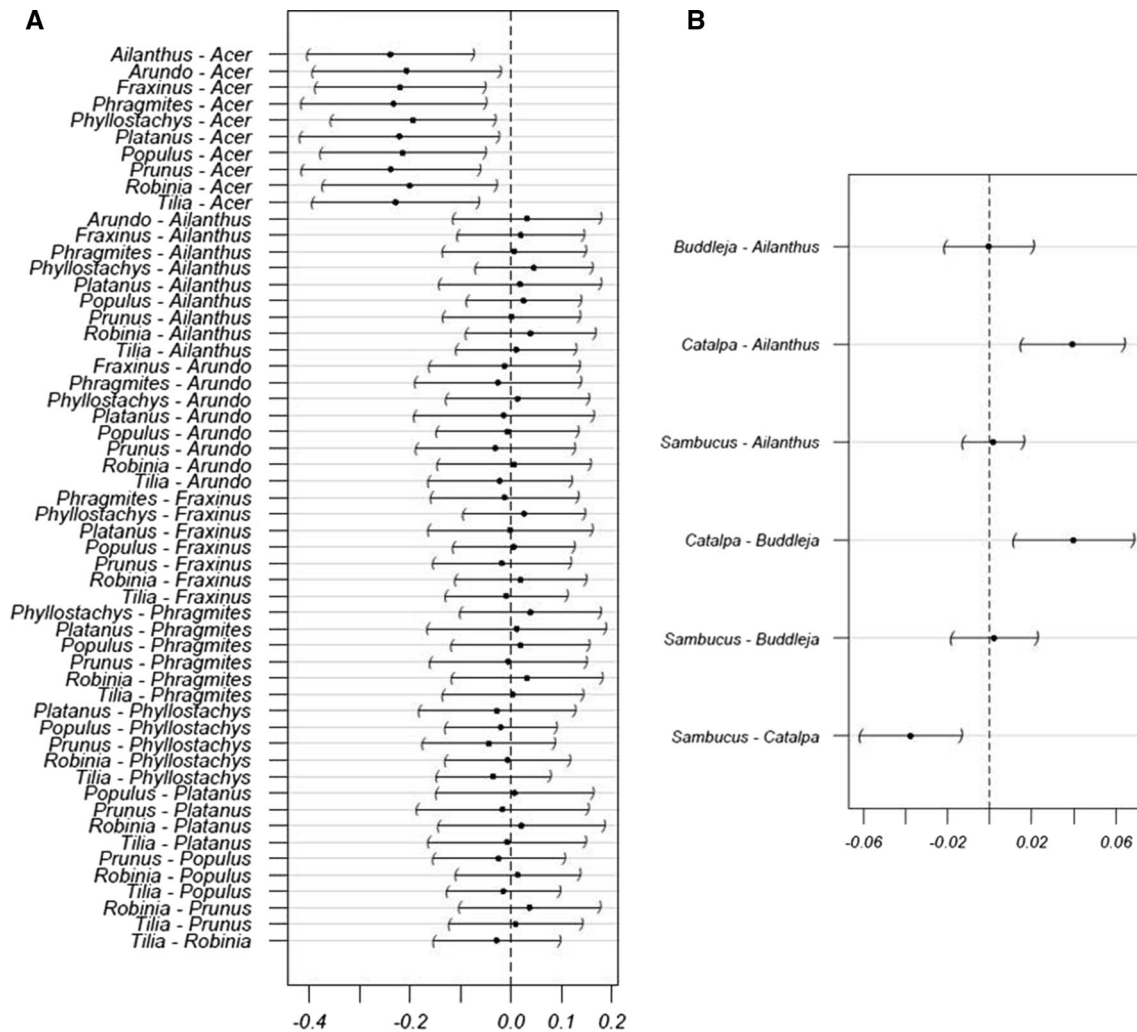 A
Ailanthus - Acer
Arundo - Acer
Fraxinus - Acer
Phragmites - Acer
Phyllostachys - Acer
Platanus - Acer
Populus - Acer
Prunus - Acer
Robinia - Acer
Tilia - Acer
Arundo - Ailanthus
Fraxinus - Ailanthus
Phragmites - Ailanthus
Phyllostachys - Ailanthus
Platanus - Ailanthus
Populus - Ailanthus
Prunus - Ailanthus
Robinia - Ailanthus
Tilia - Ailanthus
Fraxinus - Arundo
Phragmites - Arundo
Phyllostachys - Arundo
Platanus - Arundo
Populus - Arundo
Prunus - Arundo
Robinia - Arundo
Tilia - Arundo
Phragmites - Fraxinus
Phyllostachys - Fraxinus
Platanus - Fraxinus
Populus - Fraxinus
Prunus - Fraxinus
Robinia - Fraxinus
Tilia - Fraxinus
Phyllostachys - Phragmites
Platanus - Phragmites
Populus - Phragmites
Prunus - Phragmites
Robinia - Phragmites
Tilia - Phragmites
Platanus - Phyllostachys
Populus - Phyllostachys
Prunus - Phyllostachys
Robinia - Phyllostachys
Tilia - Phyllostachys
Populus - Platanus
Prunus - Platanus
Robinia - Platanus
Tilia - Platanus
Prunus - Populus
Robinia - Populus
Tilia - Populus
Robinia - Prunus
Tilia - Prunus
Tilia - Robinia
-0.4 -0.2 0.0 0.1 0.2
B
Buddleja - Ailanthus
Catalpa - Ailanthus
Sambucus - Ailanthus
Catalpa - Buddleja
Sambucus - Buddleja
Sambucus - Catalpa
-0.06 -0.02 0.02 0.06